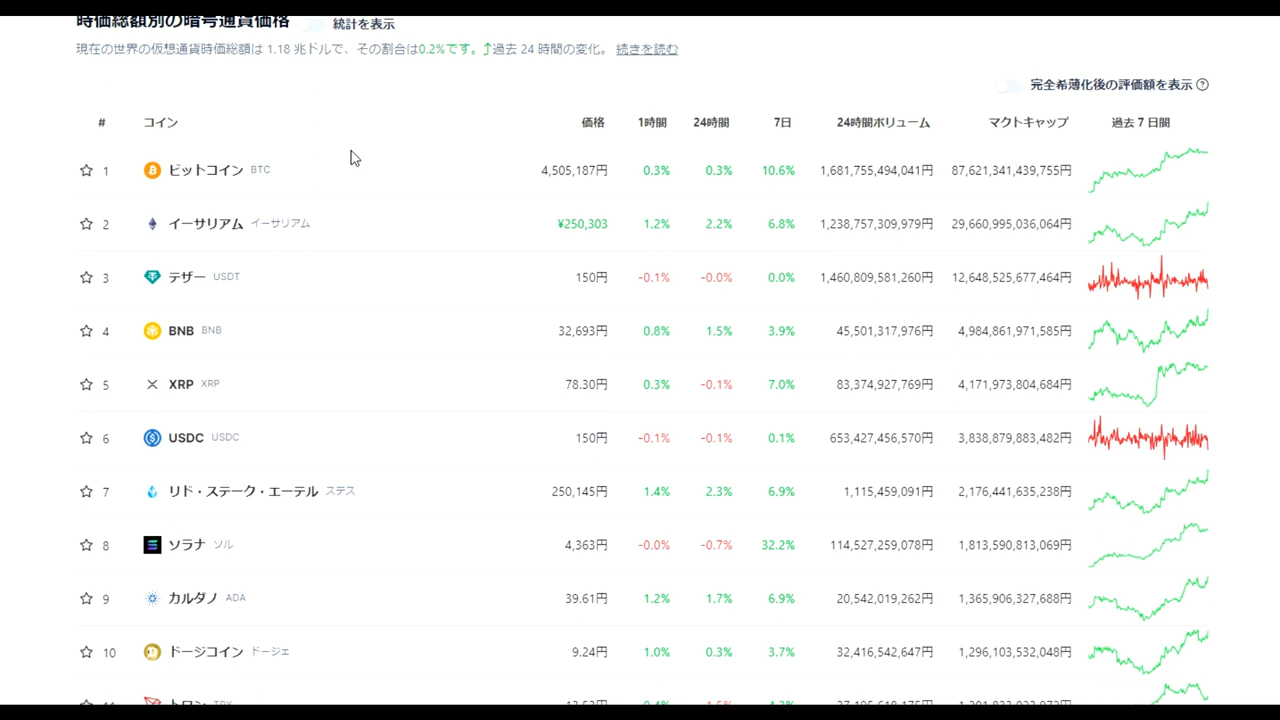 時価総額別の暗号通貨価格 統計を表示
現在の世界の仮想通貨時価総額は 1.18 兆ドルで、その割合は0.2%です。⤴過去 24 時間の変化。 続きを読む
完全希薄化後の評価額を表示 ?
# コイン 価格 1時間 24時間 7日 24時間ボリューム マクトキャップ 過去 7 日間
1 ビットコイン BTC 4,505,187円 0.3% 0.3% 10.6% 1,681,755,494,041円 87,621,341,439,755円
2 イーサリアム イーサリアム ¥250,303 1.2% 2.2% 6.8% 1,238,757,309,979円 29,660,995,036,064円
3 テザー USDT 150円 -0.1% -0.0% 0.0% 1,460,809,581,260円 12,648,525,677,464円
4 BNB BNB 32,693円 0.8% 1.5% 3.9% 45,501,317,976円 4,984,861,971,585円
5 XRP XRP 78.30円 0.3% -0.1% 7.0% 83,374,927,769円 4,171,973,804,684円
6 USDC USDC 150円 -0.1% -0.1% 0.1% 653,427,456,570円 3,838,879,883,482円
7 リド・ステーク・エーテル ステス 250,145円 1.4% 2.3% 6.9% 1,115,459,091円 2,176,441,635,238円
8 ソラナ ソル 4,363円 -0.0% -0.7% 32.2% 114,527,259,078円 1,813,590,813,069円
9 カルダノ ADA 39.61円 1.2% 1.7% 6.9% 20,542,019,262円 1,365,906,327,688円
10 ドージコイン ドージェ 9.24円 1.0% 0.3% 3.7% 32,416,542,647円 1,296,103,532,048円
トロン TRX